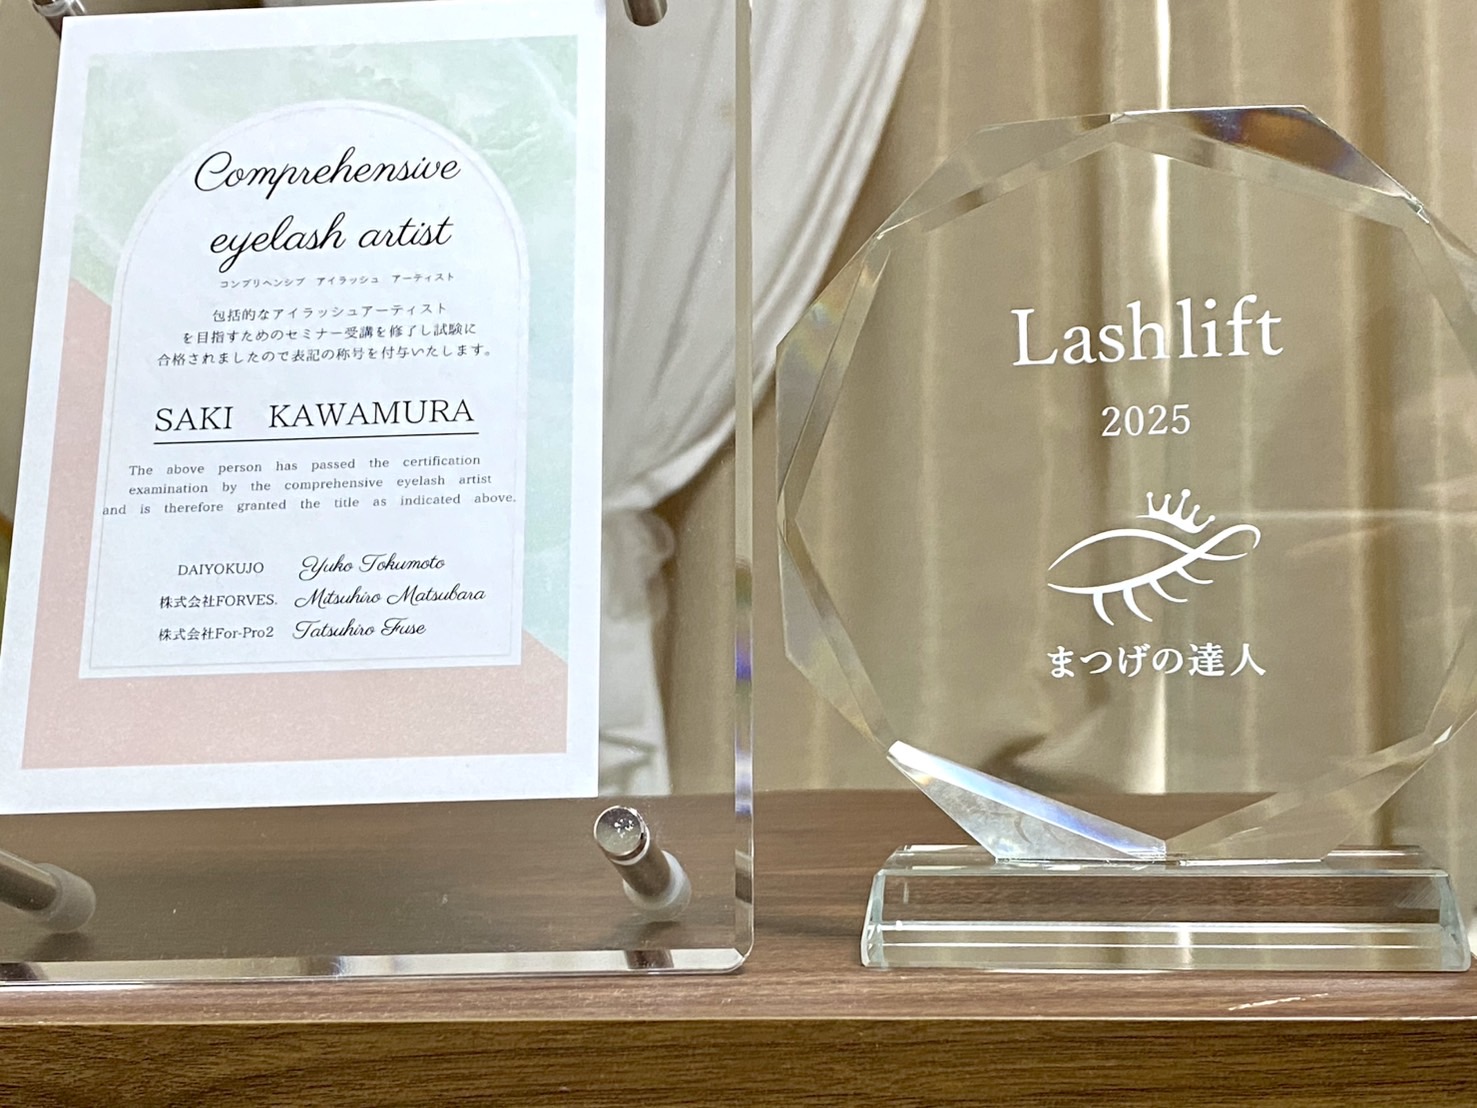 Comprehensive
eyelash artist
コンプリヘンシブ アイラッシュ アーティスト
包括的なアイラッシュアーティスト
を目指すためのセミナー受講を修了し試験に
合格されましたので表記の称号を付与いたします。
SAKI KAWAMURA
The above person has passed the certification
examination by the comprehensive eyelash artist
and is therefore granted the title as indicated above.
DAIYOKUJO Yuko Tokumoto
株式会社FORVES. Mitsuhiro Matsubara
株式会社For-Pro2 Tatsuhiro Fuse
Lashlift
2025
まつげの達人